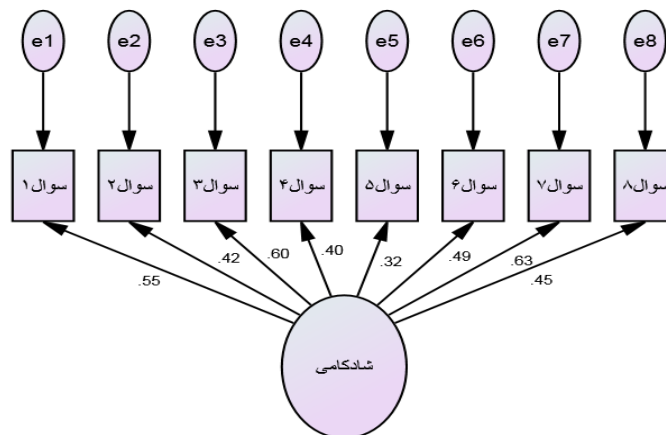 e1 e2 e3 e4 e5 e6 e7 e8
سوال۱ سوال۲ سوال۳ سوال۴ سوال۵ سوال۶ سوال۷ سوال۸
.55 .42 .60 .40 .32 .49 .63 .45
شادکامی